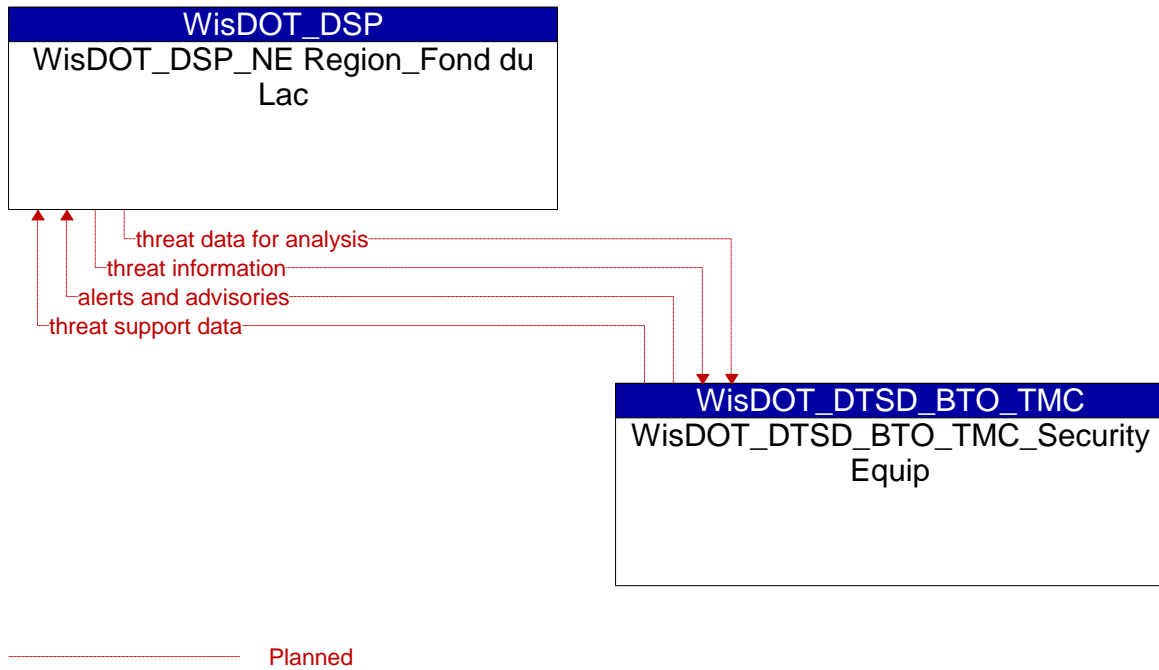 WisDOT_DSP
WisDOT_DSP_NE Region_Fond du
Lac
threat data for analysis
threat information
alerts and advisories
threat support data
WisDOT_DTSD_BTO_TMC
WisDOT_DTSD_BTO_TMC_Security
Equip
Planned